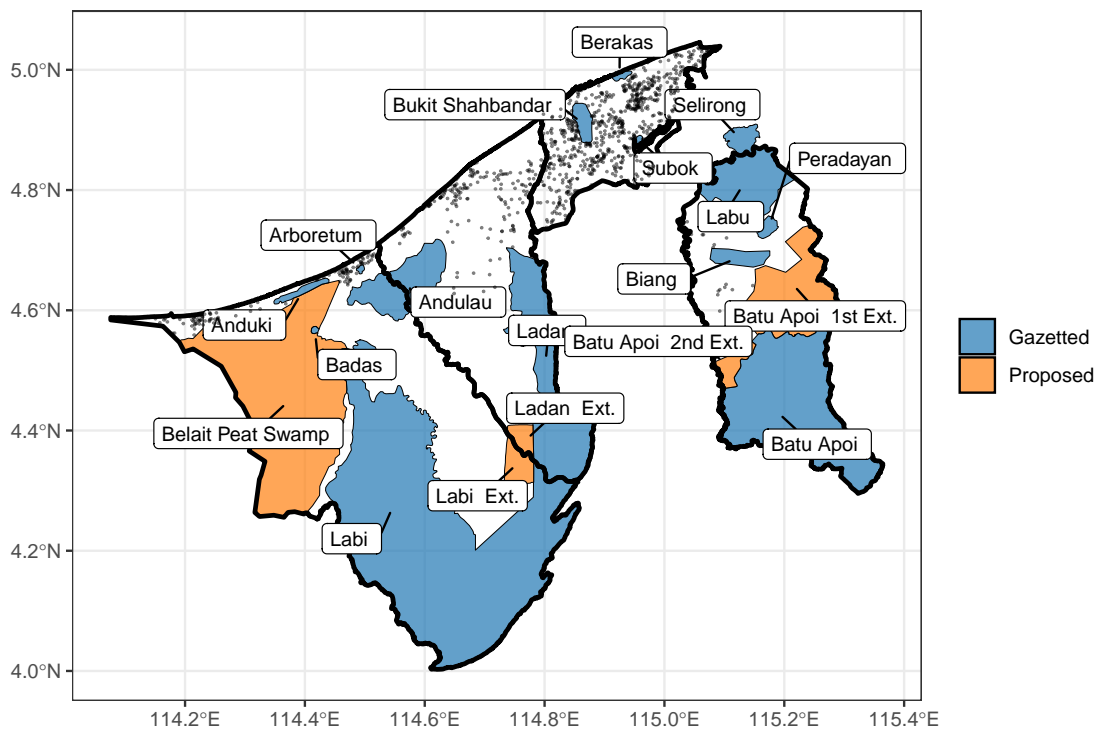 Berakas
5.0°N
Bukit Shahbandar
Selirong
Peradayan
Subok
4.8°N
Labu
Arboretum
Biang
4.6°N
Andulau
Batu Apoi  1st Ext.
Anduki
Ladan
Batu Apoi  2nd Ext.
Gazetted
Badas
Proposed
Ladan  Ext.
4.4°N
Belait Peat Swamp
Batu Apoi
Labi  Ext.
Labi
4.2°N
4.0°N
114.2°E
114.4°E
114.6°E
114.8°E
115.0°E
115.2°E
115.4°E